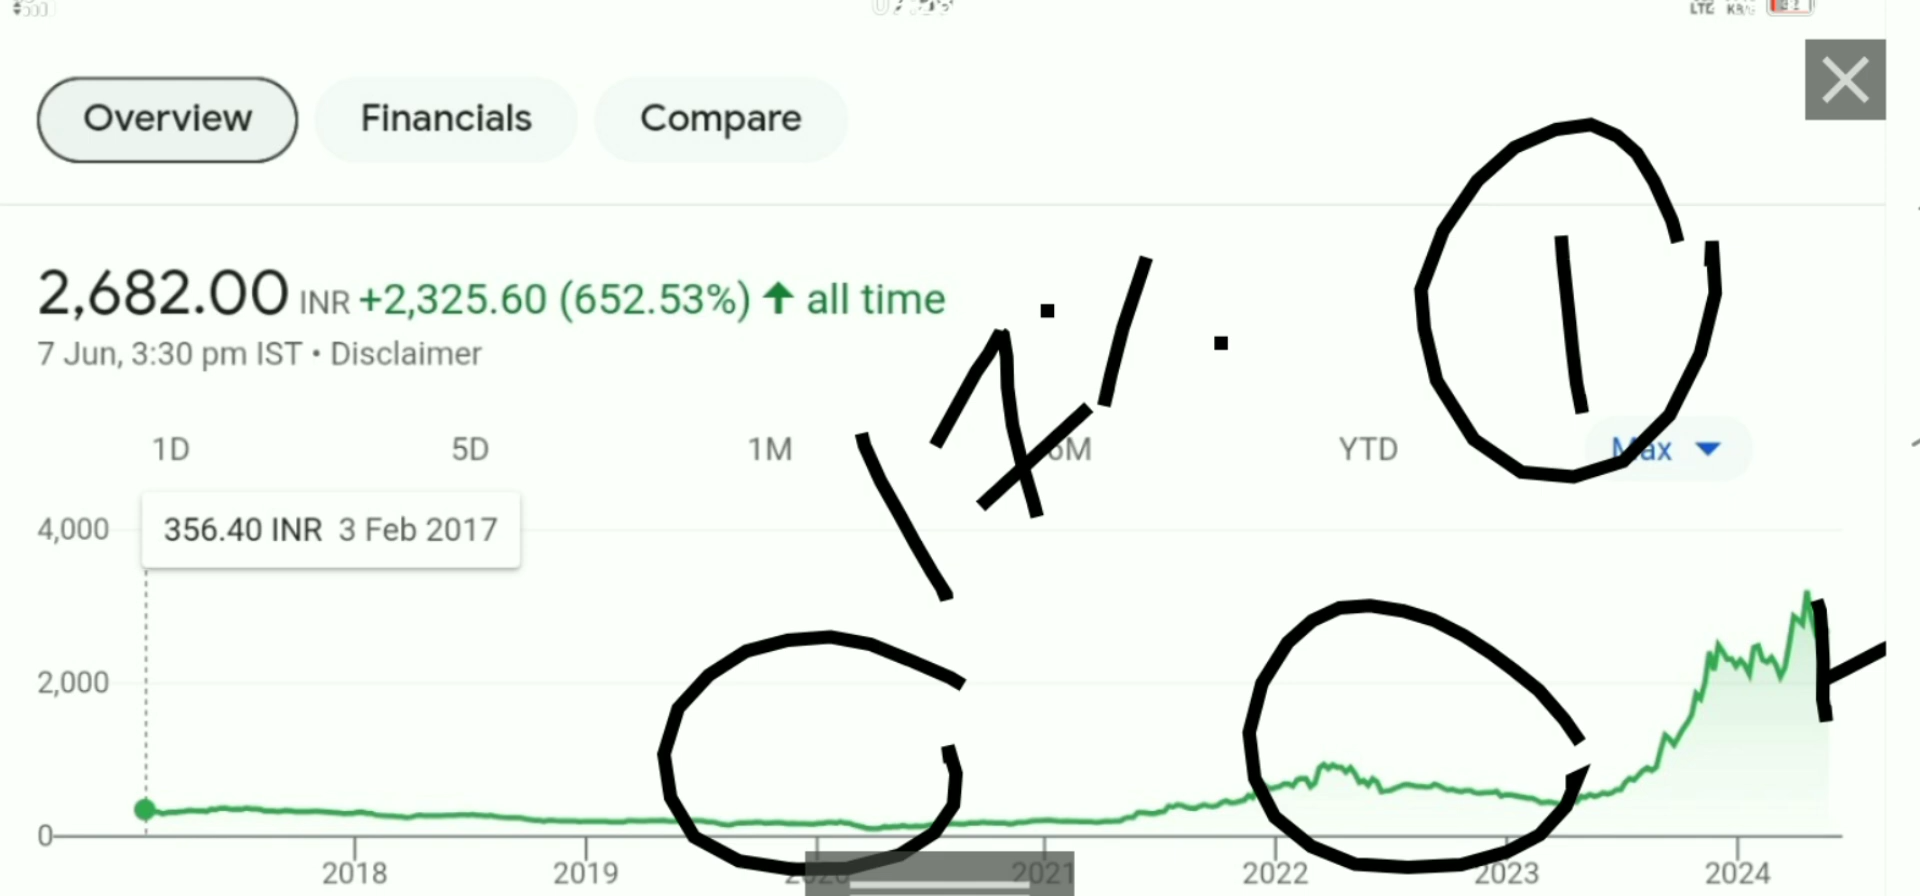 Overview Financials Compare
2,682.00 INR +2,325.60 (652.53%) ↑ all time
7 Jun, 3:30 pm IST • Disclaimer
1D 5D 1M 6M YTD Max
356.40 INR 3 Feb 2017
4,000
2,000
0
2018 2019 2020 2021 2022 2023 2024